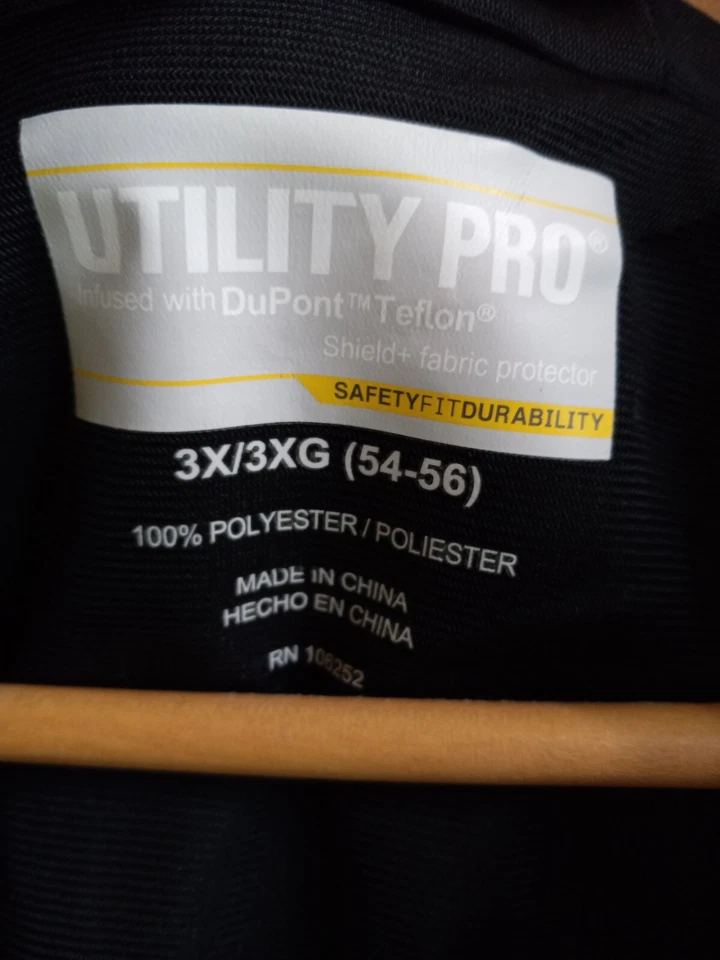 UTILITY PRO®
Infused with DuPont™ Teflon®
Shield+ fabric protector
SAFETYFITDURABILITY
3X/3XG (54-56)
100% POLYESTER / POLIESTER
MADE IN CHINA
HECHO EN CHINA
RN 106252